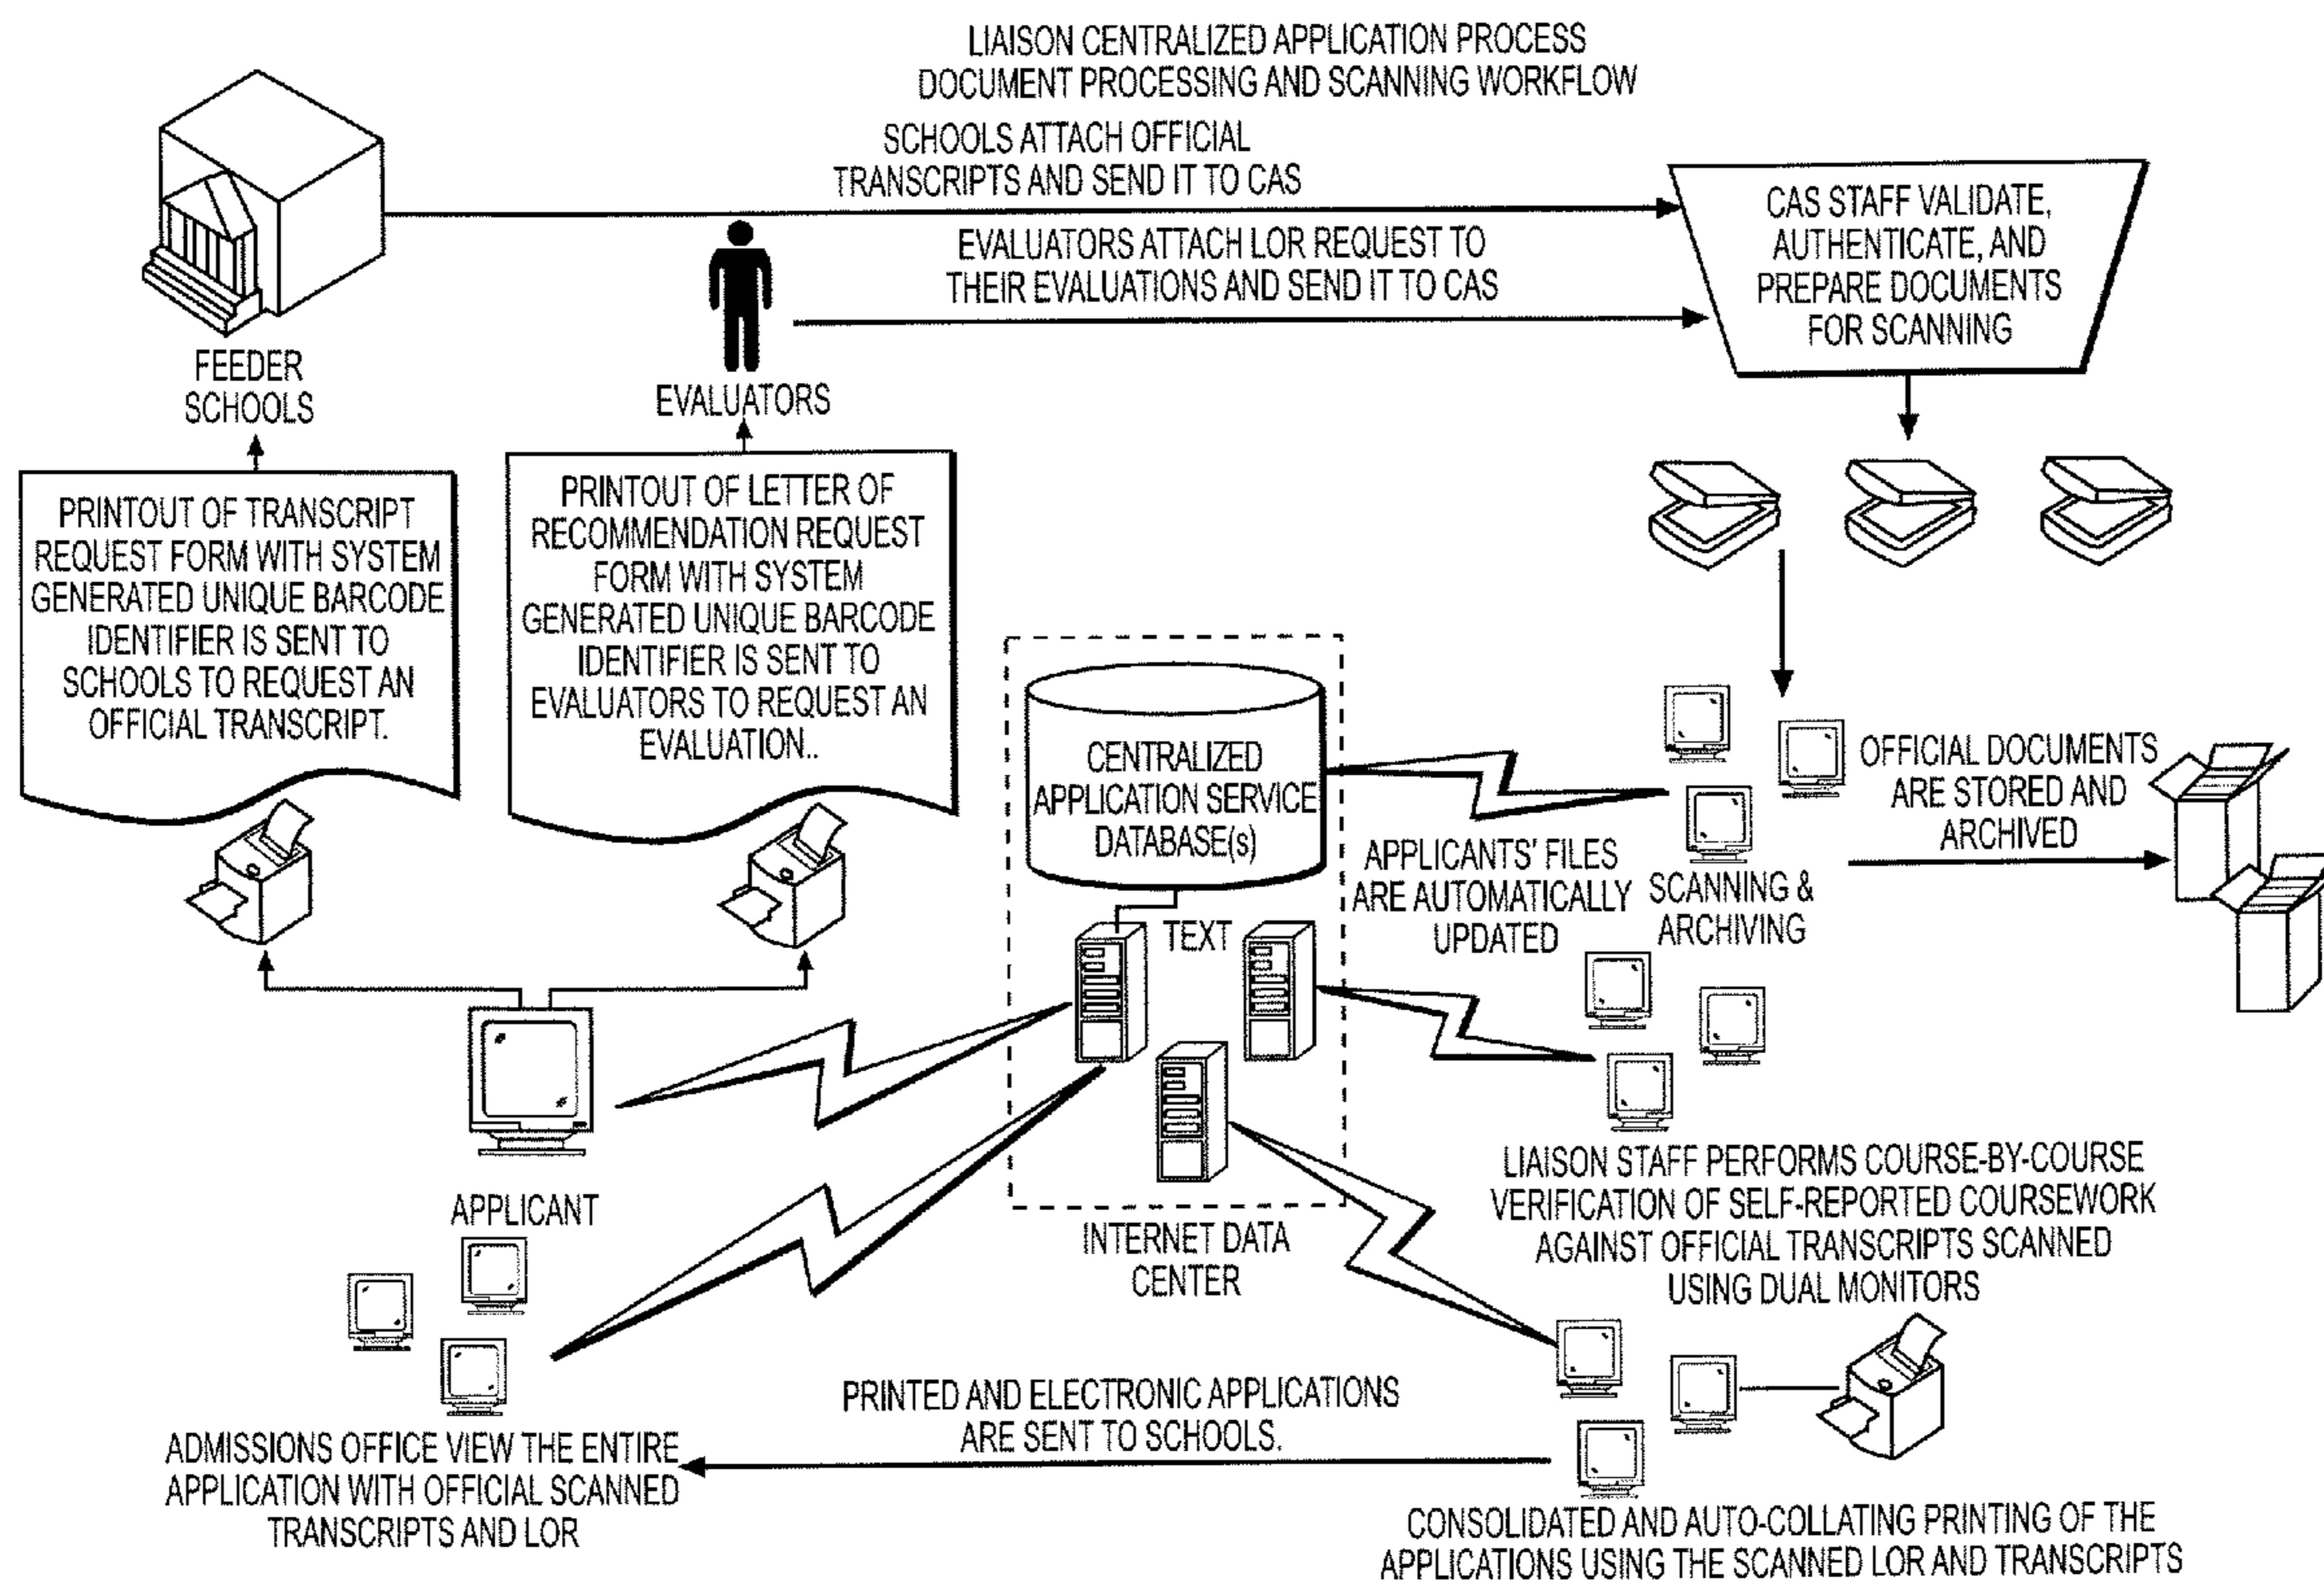 LIAISON CENTRALIZED APPLICATION PROCESS
DOCUMENT PROCESSING AND SCANNING WORKFLOW
SCHOOLS ATTACH OFFICIAL
TRANSCRIPTS AND SEND IT TO CAS
EVALUATORS ATTACH LOR REQUEST TO
THEIR EVALUATIONS AND SEND IT TO CAS
CAS STAFF VALIDATE,
AUTHENTICATE, AND
PREPARE DOCUMENTS
FOR SCANNING
FEEDER
SCHOOLS
EVALUATORS
PRINTOUT OF TRANSCRIPT
REQUEST FORM WITH SYSTEM
GENERATED UNIQUE BARCODE
IDENTIFIER IS SENT TO
SCHOOLS TO REQUEST AN
OFFICIAL TRANSCRIPT.
PRINTOUT OF LETTER OF
RECOMMENDATION REQUEST
FORM WITH SYSTEM
GENERATED UNIQUE BARCODE
IDENTIFIER IS SENT TO
EVALUATORS TO REQUEST AN
EVALUATION..
CENTRALIZED
APPLICATION SERVICE
DATABASE(s)
TEXT
INTERNET DATA
CENTER
APPLICANTS' FILES
ARE AUTOMATICALLY
UPDATED
SCANNING &
ARCHIVING
OFFICIAL DOCUMENTS
ARE STORED AND
ARCHIVED
LIAISON STAFF PERFORMS COURSE-BY-COURSE
VERIFICATION OF SELF-REPORTED COURSEWORK
AGAINST OFFICIAL TRANSCRIPTS SCANNED
USING DUAL MONITORS
APPLICANT
PRINTED AND ELECTRONIC APPLICATIONS
ARE SENT TO SCHOOLS.
ADMISSIONS OFFICE VIEW THE ENTIRE
APPLICATION WITH OFFICIAL SCANNED
TRANSCRIPTS AND LOR
CONSOLIDATED AND AUTO-COLLATING PRINTING OF THE
APPLICATIONS USING THE SCANNED LOR AND TRANSCRIPTS